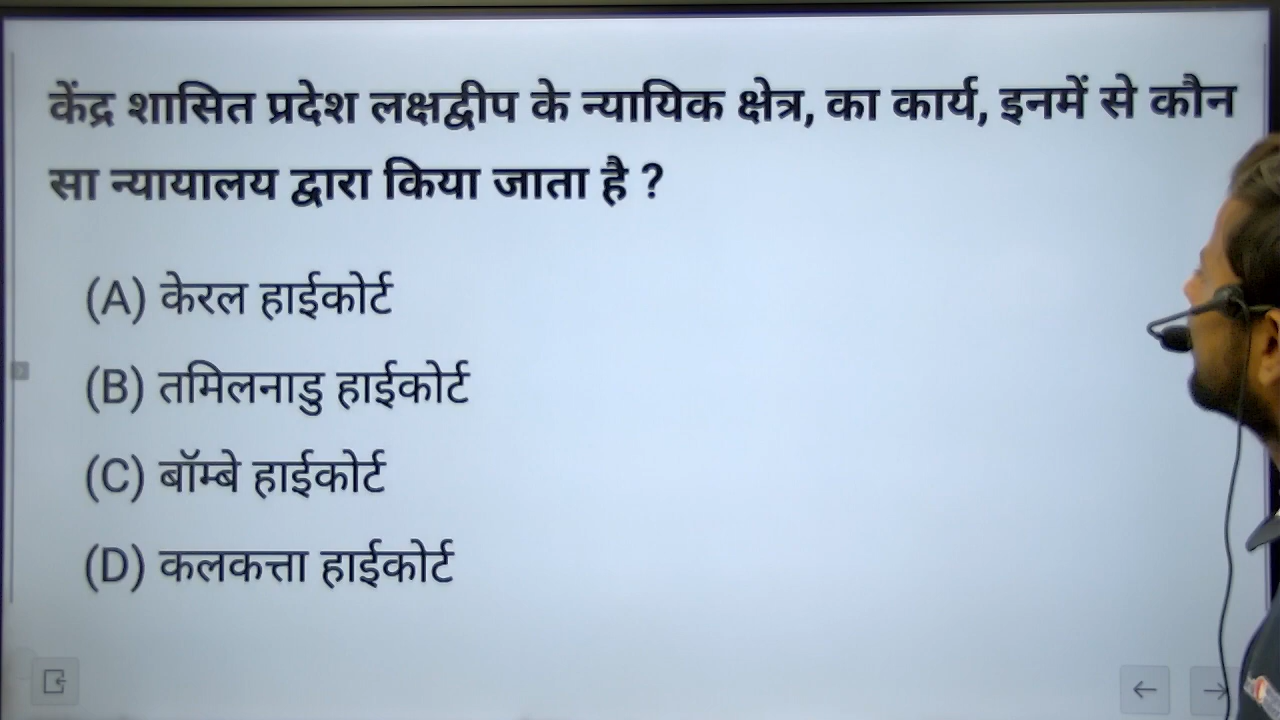 केंद्र शासित प्रदेश लक्षद्वीप के न्यायिक क्षेत्र, का कार्य, इनमें से कौन
सा न्यायालय द्वारा किया जाता है ?
(A) केरल हाईकोर्ट
(B) तमिलनाडु हाईकोर्ट
(C) बॉम्बे हाईकोर्ट
(D) कलकत्ता हाईकोर्ट